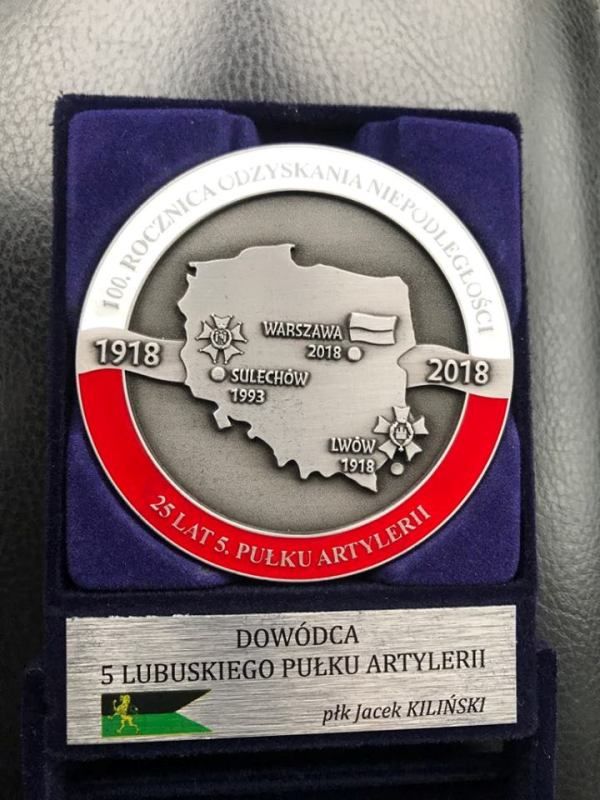 100. ROCZNICA ODZYSKANIA NIEPODLEGŁOŚCI
1918
2018
WARSZAWA
2018
SULECHÓW
1993
LWÓW
1918
25 LAT 5. PUŁKU ARTYLERII
DOWÓDCA
5 LUBUSKIEGO PUŁKU ARTYLERII
płk Jacek KILIŃSKI